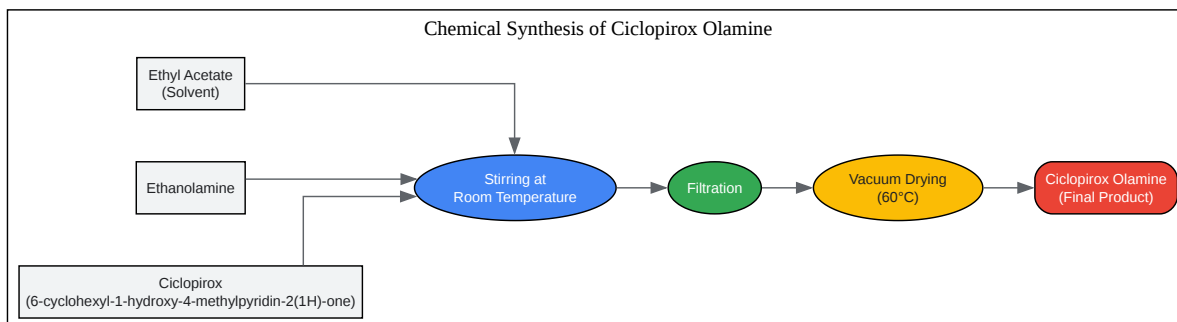 Chemical Synthesis of Ciclopirox Olamine
Ethyl Acetate
(Solvent)
Ethanolamine
Ciclopirox
(6-cyclohexyl-1-hydroxy-4-methylpyridin-2(1H)-one)
Stirring at
Room Temperature
Filtration
Vacuum Drying
(60°C)
Ciclopirox Olamine
(Final Product)